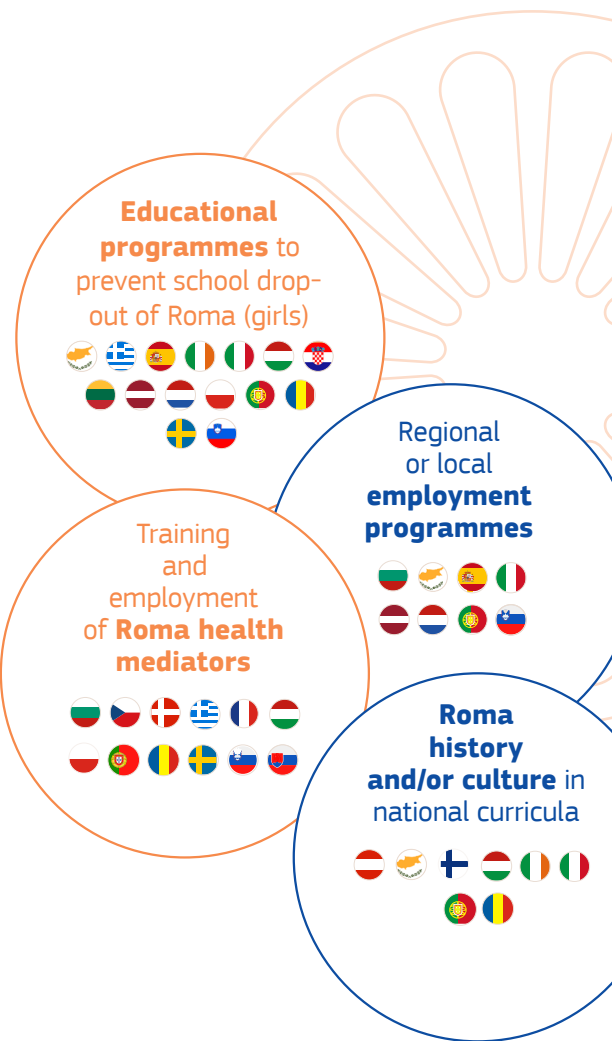 Educational
programmes to
prevent school drop-
out of Roma (girls)
Regional
or local
employment
programmes
Training
and
employment
of Roma health
mediators
Roma
history
and/or culture in
national curricula